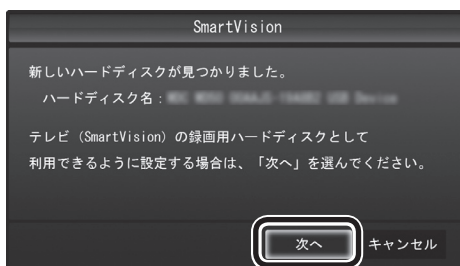 SmartVision
新しいハードディスクが見つかりました。
ハードディスク名：
テレビ（SmartVision）の録画用ハードディスクとして
利用できるように設定する場合は、「次へ」を選んでください。
次へ
キャンセル